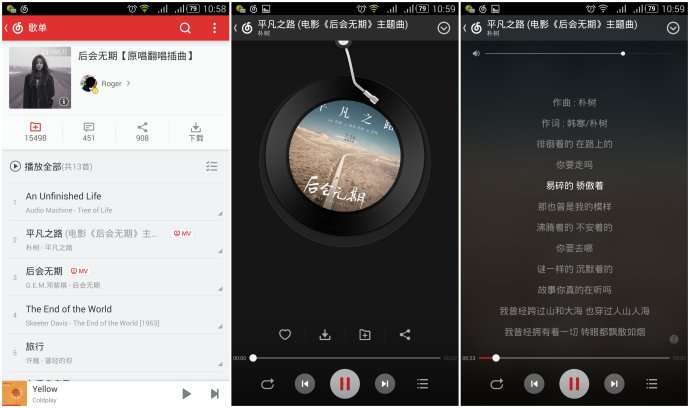 79 10:58
歌单
186万
后会无期【原唱翻唱插曲】
Roger >
15498
451
908
下载
播放全部(共13首)
1
An Unfinished Life
Audio Machine - Tree of Life
2
平凡之路 (电影《后会无期》主... MV
朴树 - 平凡之路
3
后会无期 MV
G.E.M.邓紫棋 - 后会无期
4
The End of the World
Skeeter Davis - The End of the World [1963]
5
旅行
许巍 - 曾经的你
Yellow
Coldplay
79 10:59
平凡之路 (电影《后会无期》主题曲)
朴树
平凡之路
后会无期
00:00
05:02
79 10:59
平凡之路 (电影《后会无期》主题曲)
朴树
作曲 : 朴树
作词 : 韩寒/朴树
徘徊着的 在路上的
你要走吗
易碎的 骄傲着
那也曾是我的模样
沸腾着的 不安着的
你要去哪
谜一样的 沉默着的
故事你真的在听吗
我曾经跨过山和大海 也穿过人山人海
我曾经拥有着一切 转眼都飘散如烟
00:23